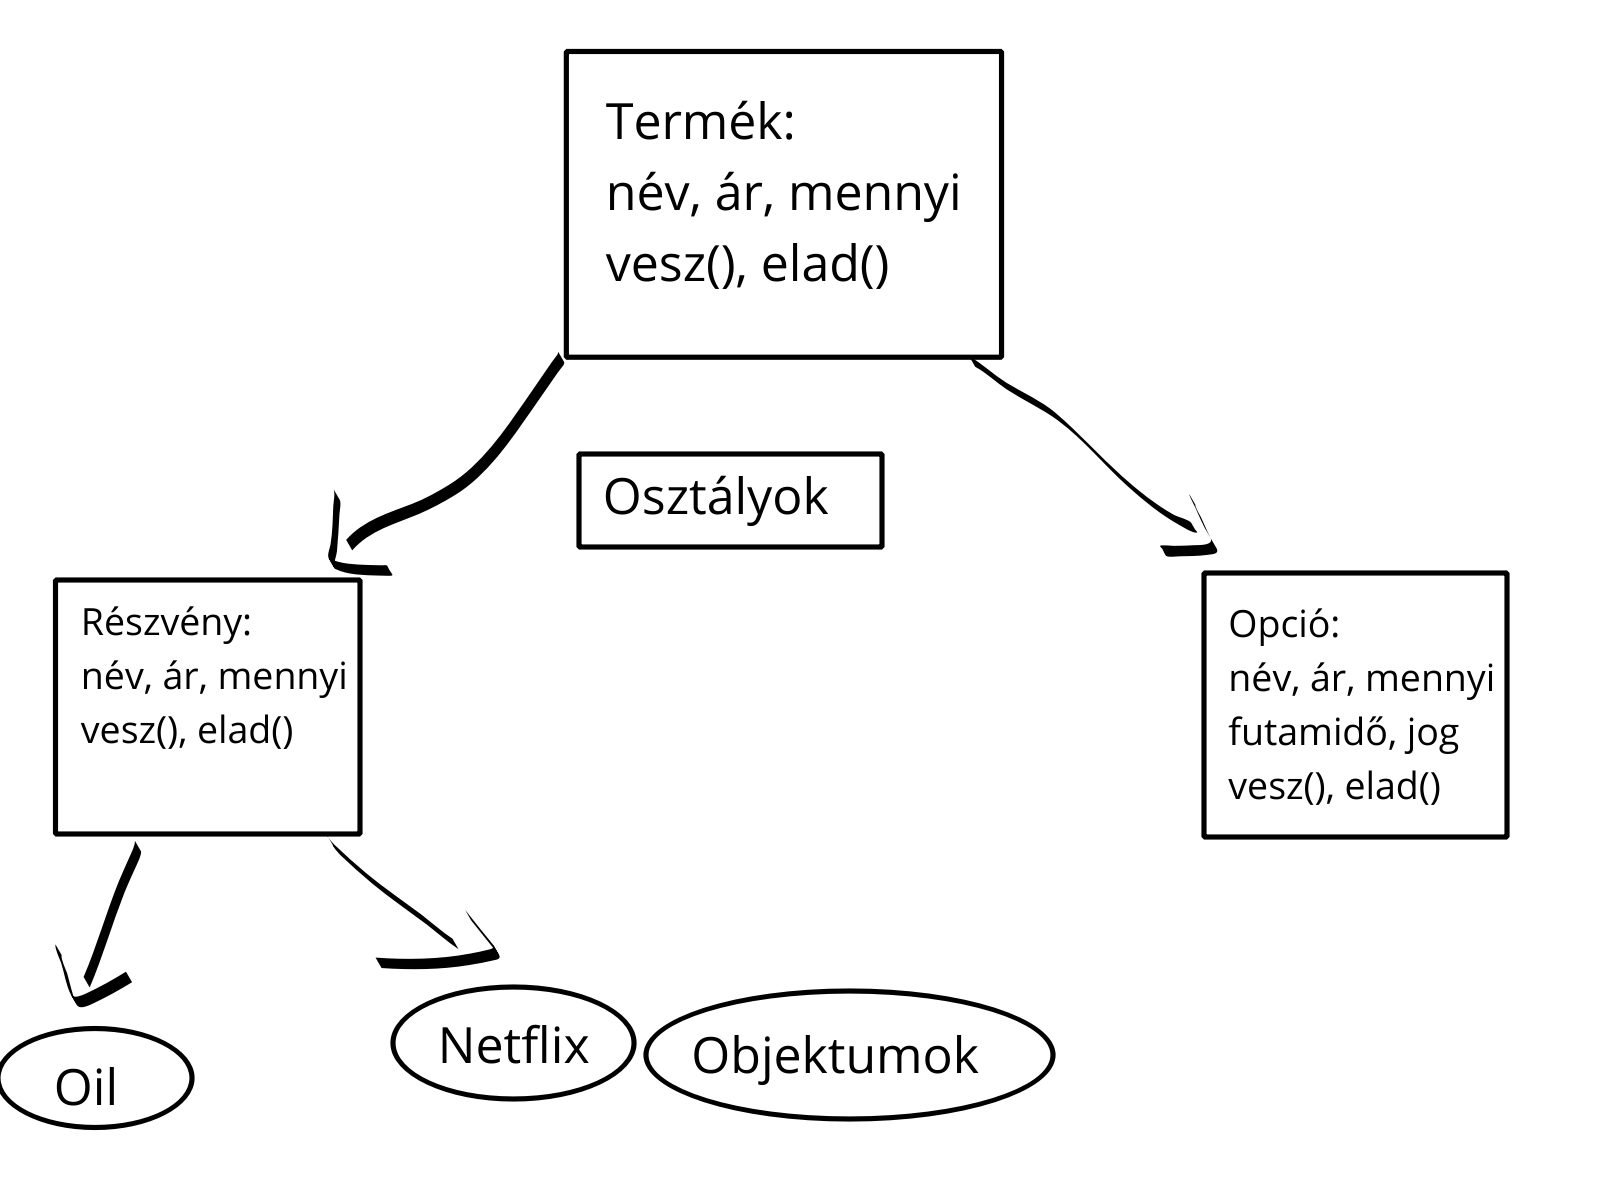 Termék:
név, ár, mennyi
vesz(), elad()
Osztályok
Részvény:
név, ár, mennyi
vesz(), elad()
Opció:
név, ár, mennyi
futamidő, jog
vesz(), elad()
Oil
Netflix
Objektumok